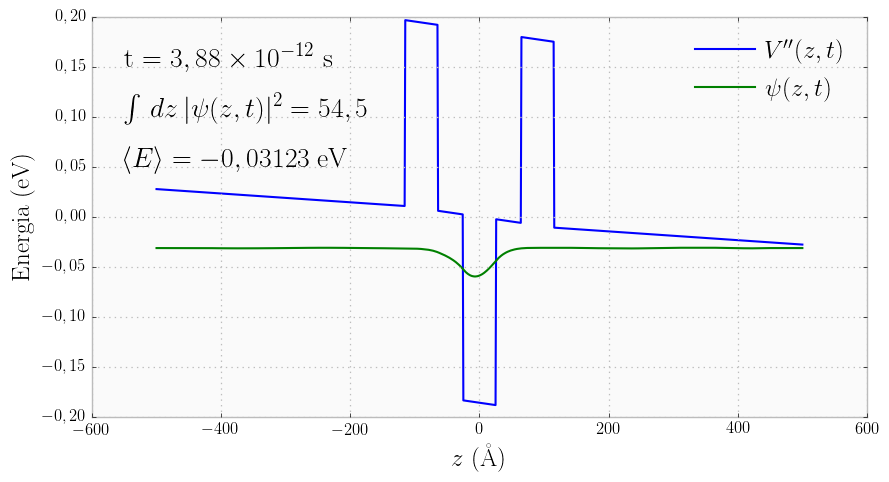 t = 3,88 × 10⁻¹² s
∫ dz |ψ(z,t)|² = 54,5
⟨E⟩ = −0,03123 eV
V''(z,t)
ψ(z,t)
Energia (eV)
0,20
0,15
0,10
0,05
0,00
−0,05
−0,10
−0,15
−0,20
−600 −400 −200 0 200 400 600
z (Å)